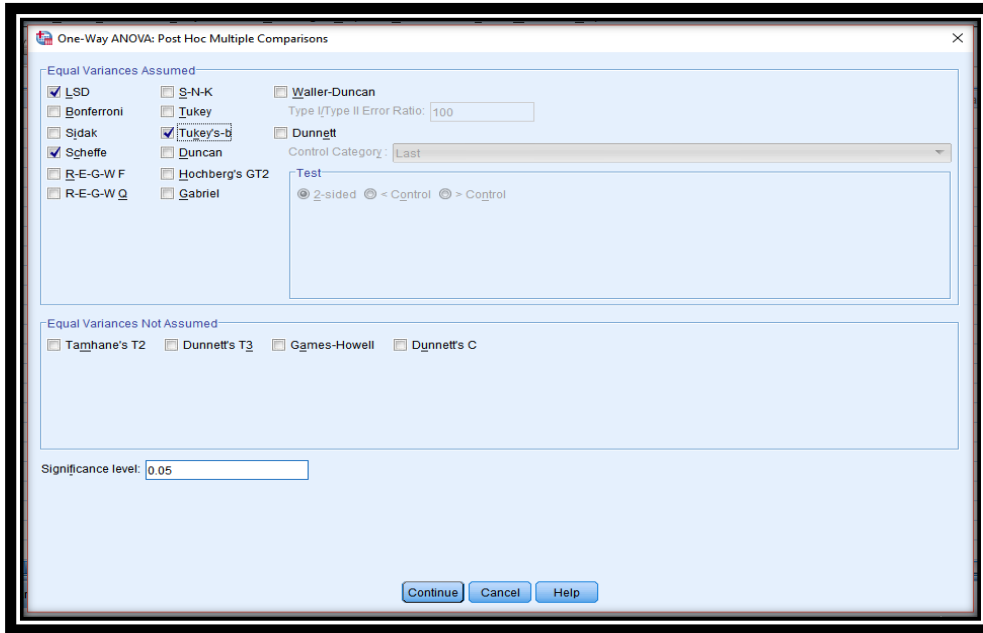 One-Way ANOVA: Post Hoc Multiple Comparisons
Equal Variances Assumed
LSD S-N-K Waller-Duncan
Bonferroni Tukey Type I/Type II Error Ratio: 100
Sidak Tukey's-b Dunnett
Scheffe Duncan Control Category : Last
R-E-G-W F Hochberg's GT2 Test
R-E-G-W Q Gabriel 2-sided < Control > Control
Equal Variances Not Assumed
Tamhane's T2 Dunnett's T3 Games-Howell Dunnett's C
Significance level: 0.05
Continue Cancel Help